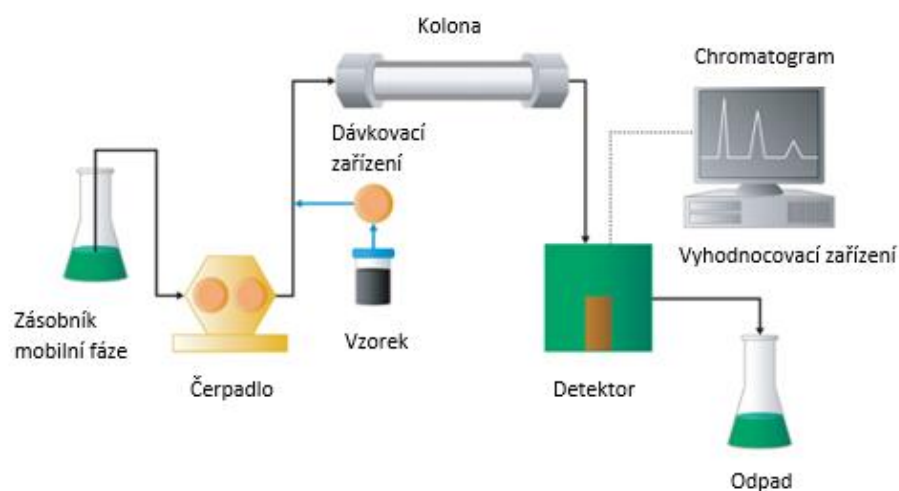 Kolona
Chromatogram
Dávkovací
zařízení
Vyhodnocovací zařízení
Zásobník
mobilní fáze
Vzorek
Čerpadlo
Detektor
Odpad